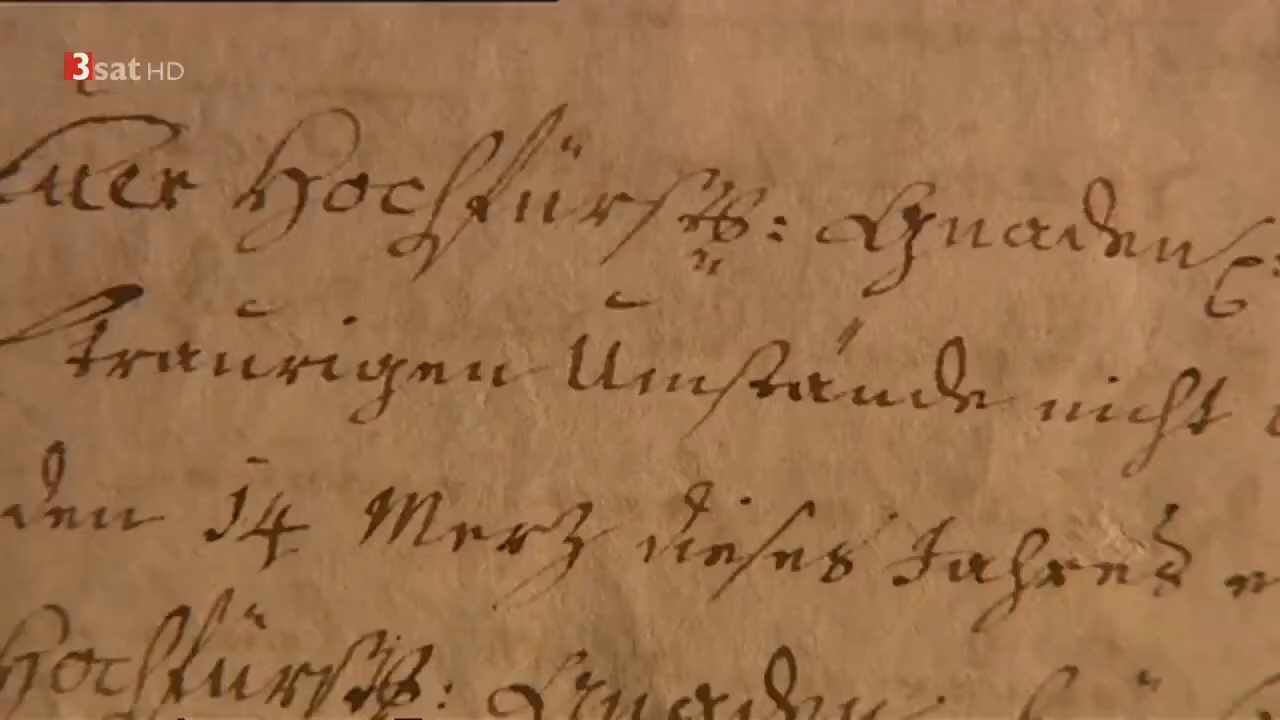 3sat HD
Euer Hochfürstl: Gnaden
traurigen Umstände nicht
den 14 Merz dieses Jahres
Hochfürstl: Gnaden